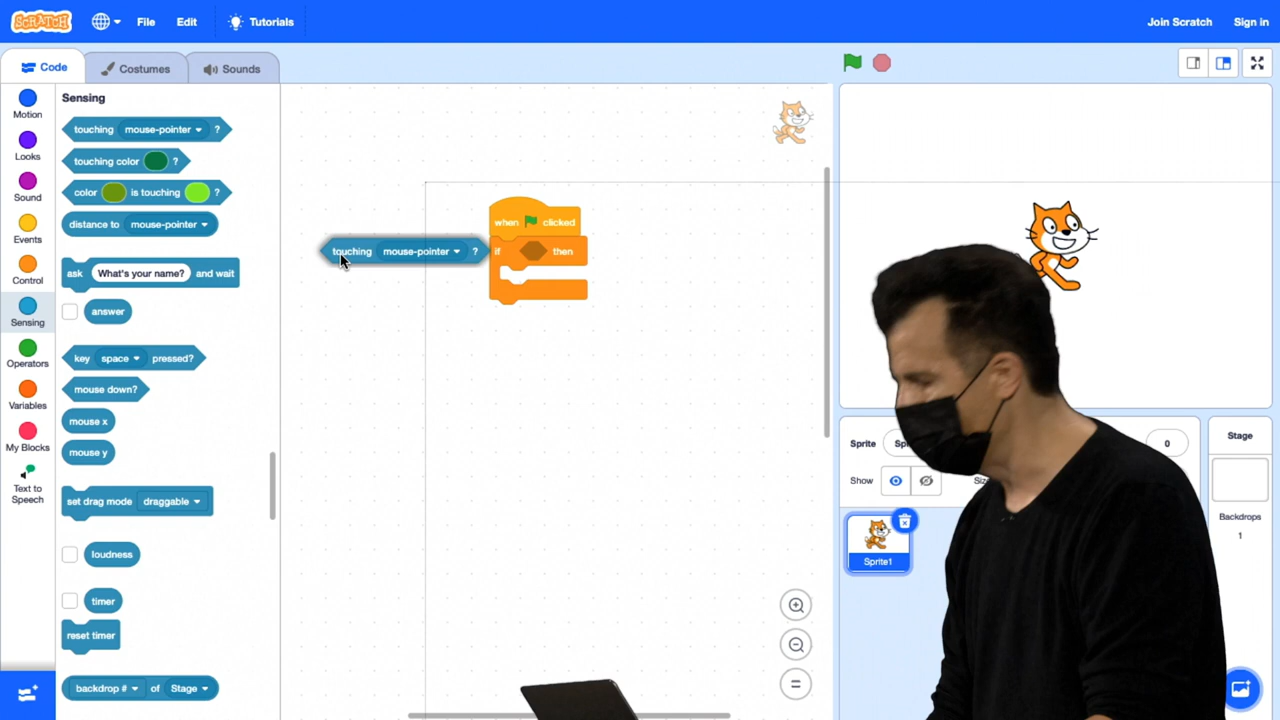 SCRATCH File Edit Tutorials Join Scratch Sign in
Code Costumes Sounds
Motion
Looks
Sound
Events
Control
Sensing
Operators
Variables
My Blocks
Text to
Speech
Sensing
touching mouse-pointer ?
touching color ?
color is touching ?
distance to mouse-pointer
ask What's your name? and wait
answer
key space pressed?
mouse down?
mouse x
mouse y
set drag mode draggable
loudness
timer
reset timer
backdrop # of Stage
when clicked
touching mouse-pointer ?
if then
Sprite 0
Show
Sprite1
Stage
Backdrops
1